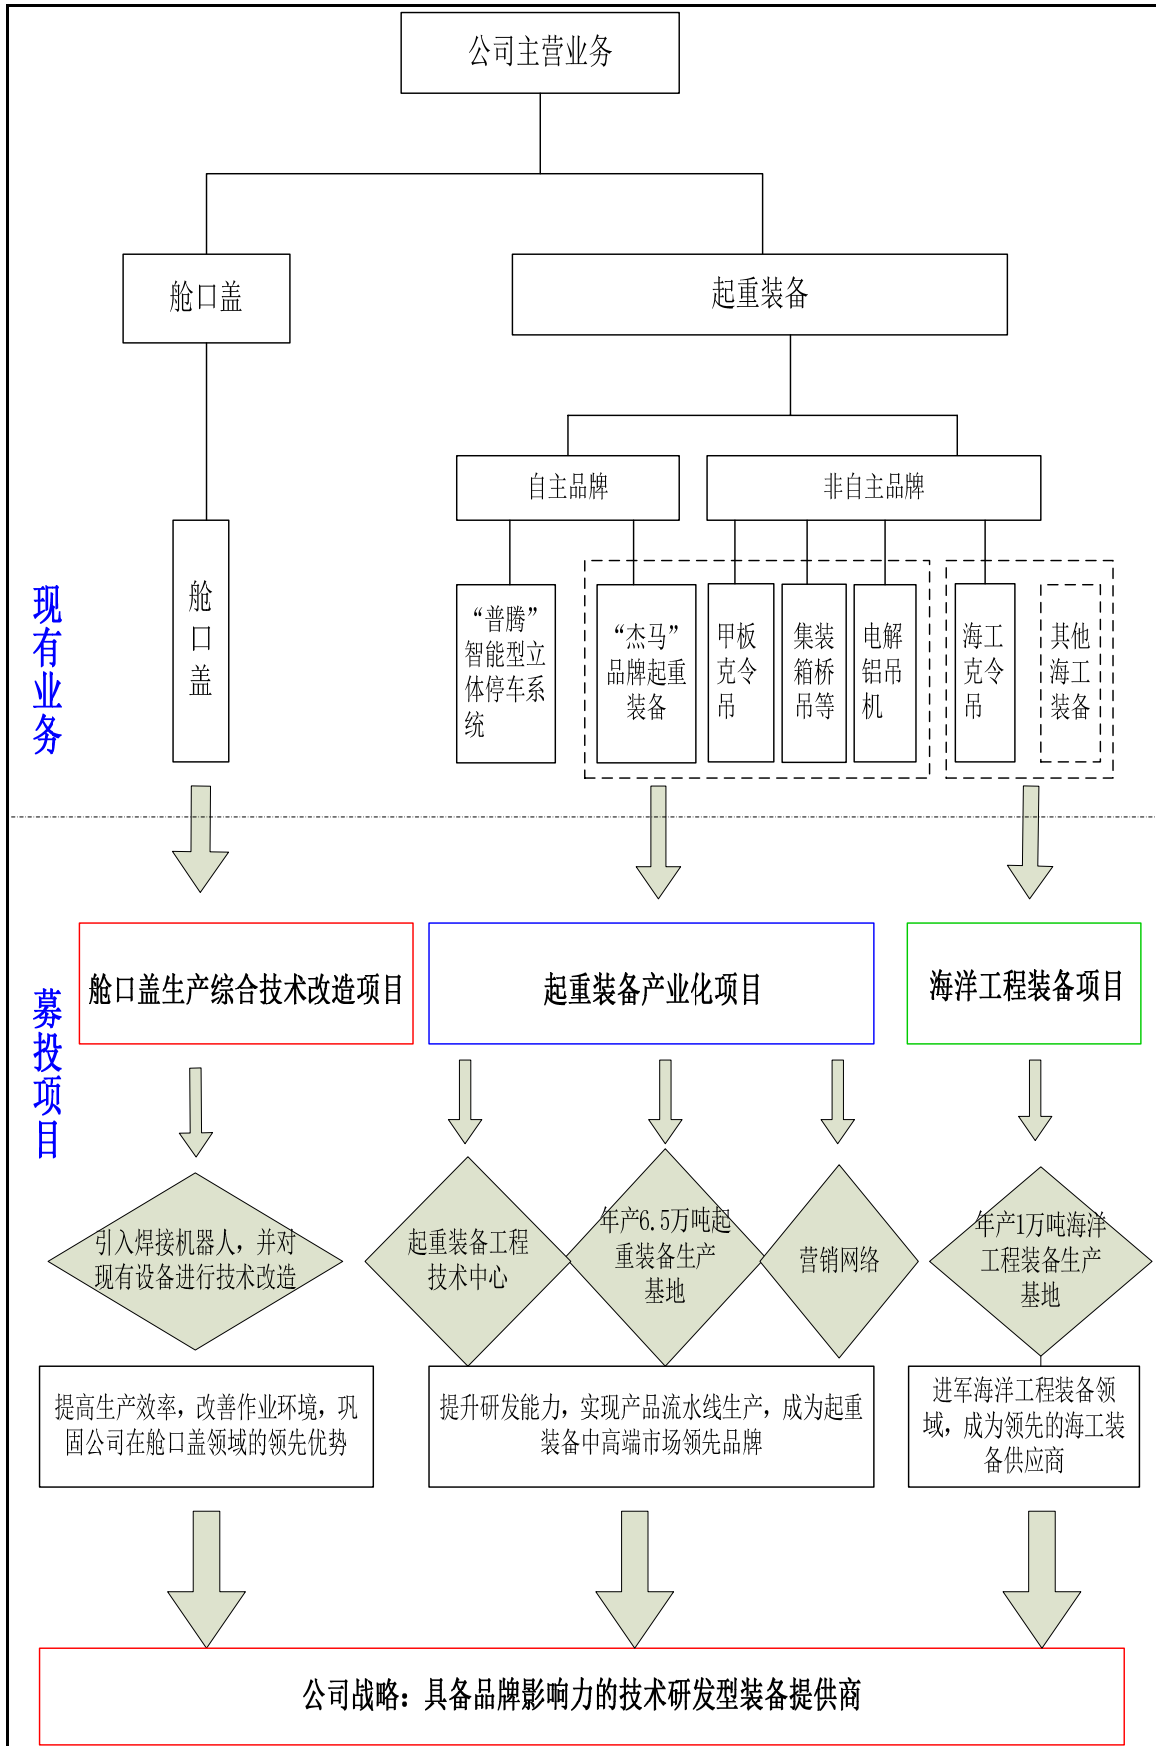 公司主营业务
舱口盖
起重装备
自主品牌
非自主品牌
现有业务
舱口盖
“普腾”
智能型立
体停车系
统
“杰马”
品牌起重
装备
甲板
克令
吊
集装
箱桥
吊等
电解
铝吊
机
海工
克令
吊
其他
海工
装备
募投项目
舱口盖生产综合技术改造项目
起重装备产业化项目
海洋工程装备项目
引入焊接机器人，并对
现有设备进行技术改造
起重装备工程
技术中心
年产6.5万吨起
重装备生产
基地
营销网络
年产1万吨海洋
工程装备生产
基地
提高生产效率，改善作业环境，巩
固公司在舱口盖领域的领先优势
提升研发能力，实现产品流水线生产，成为起重
装备中高端市场领先品牌
进军海洋工程装备领
域，成为领先的海工装
备供应商
公司战略：具备品牌影响力的技术研发型装备提供商